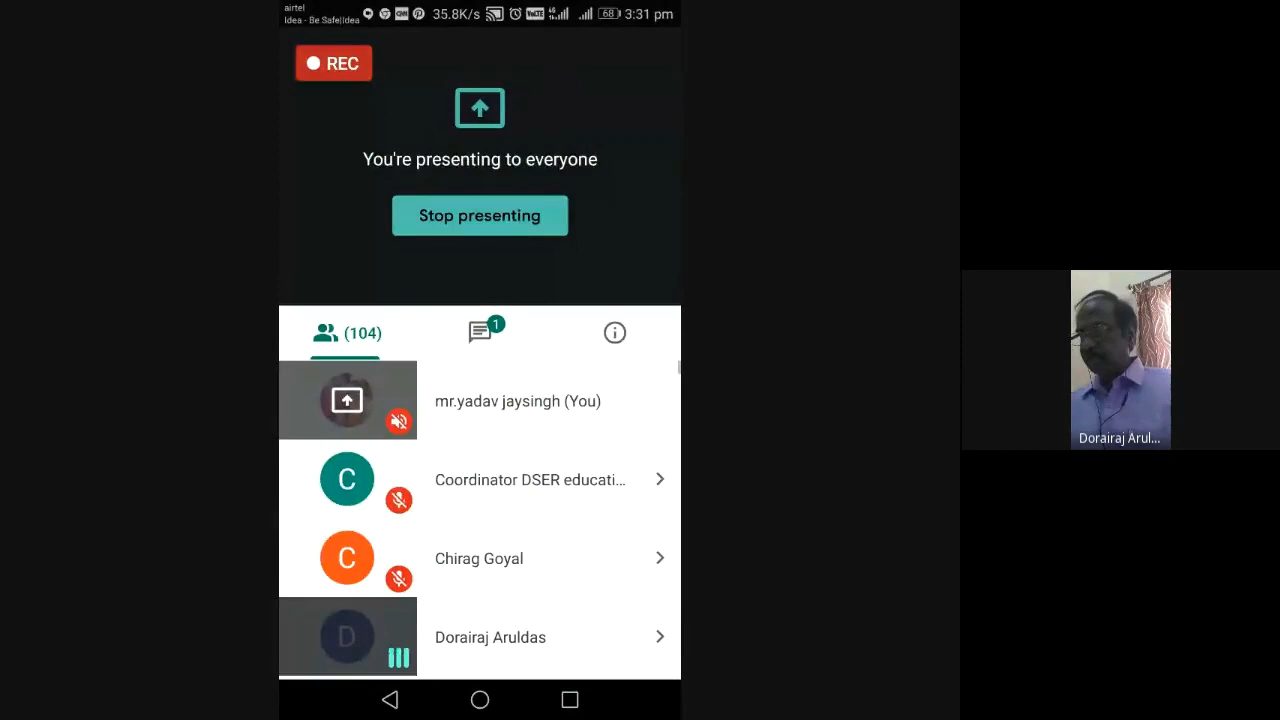 airtel
Idea - Be Safe|Idea
35.8K/s
68
3:31 pm
REC
You're presenting to everyone
Stop presenting
(104)
1
mr.yadav jaysingh (You)
C
Coordinator DSER educati...
C
Chirag Goyal
D
Dorairaj Aruldas
Dorairaj Arul...